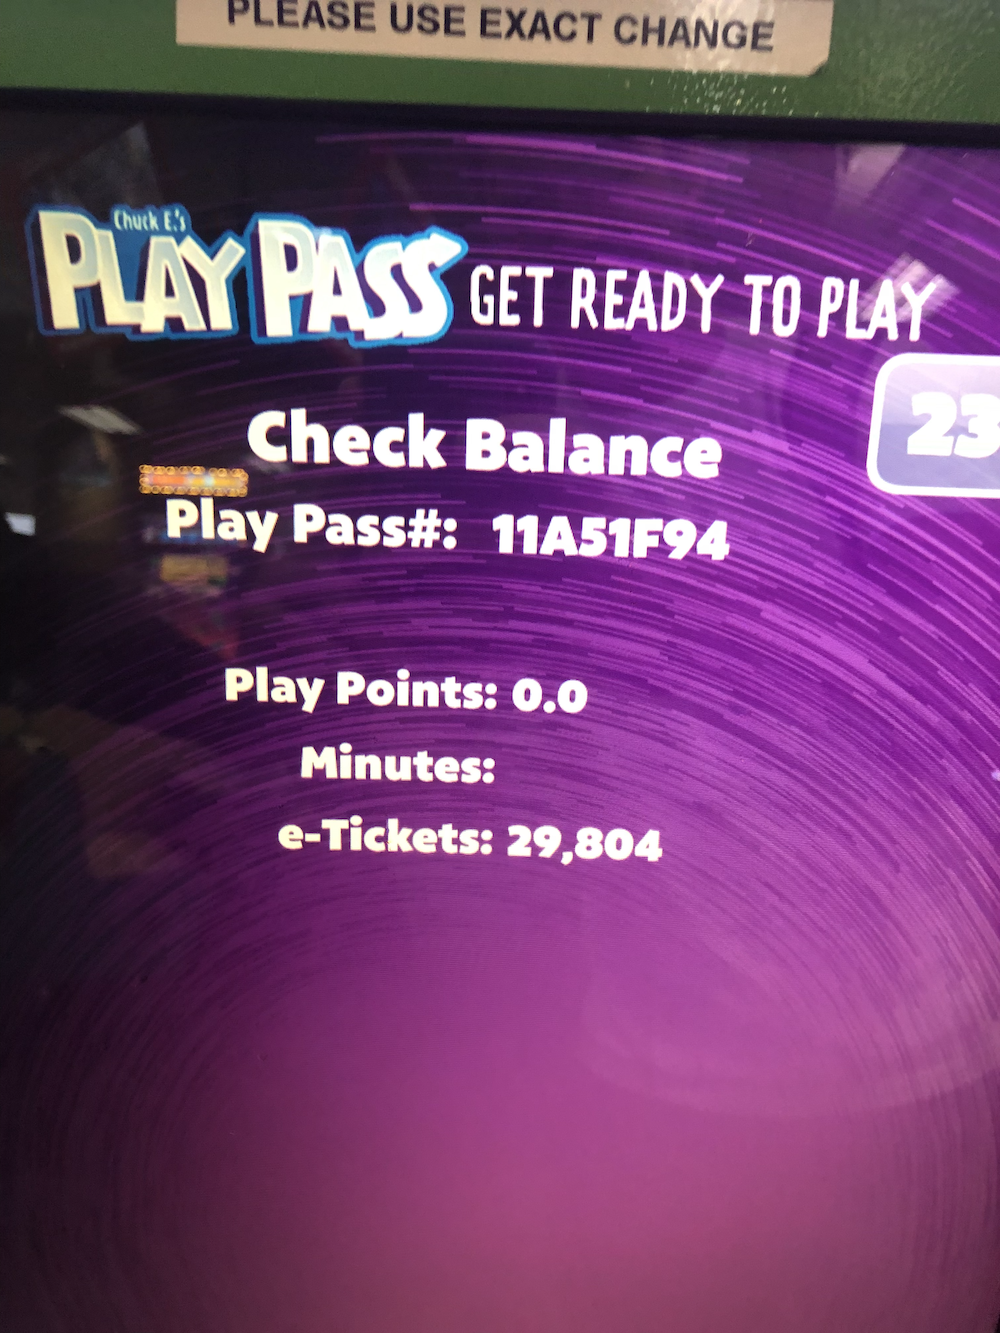 PLEASE USE EXACT CHANGE
Chuck E.'s
PLAY PASS GET READY TO PLAY
23
Check Balance
Play Pass#: 11A51F94
Play Points: 0.0
Minutes:
e-Tickets: 29,804